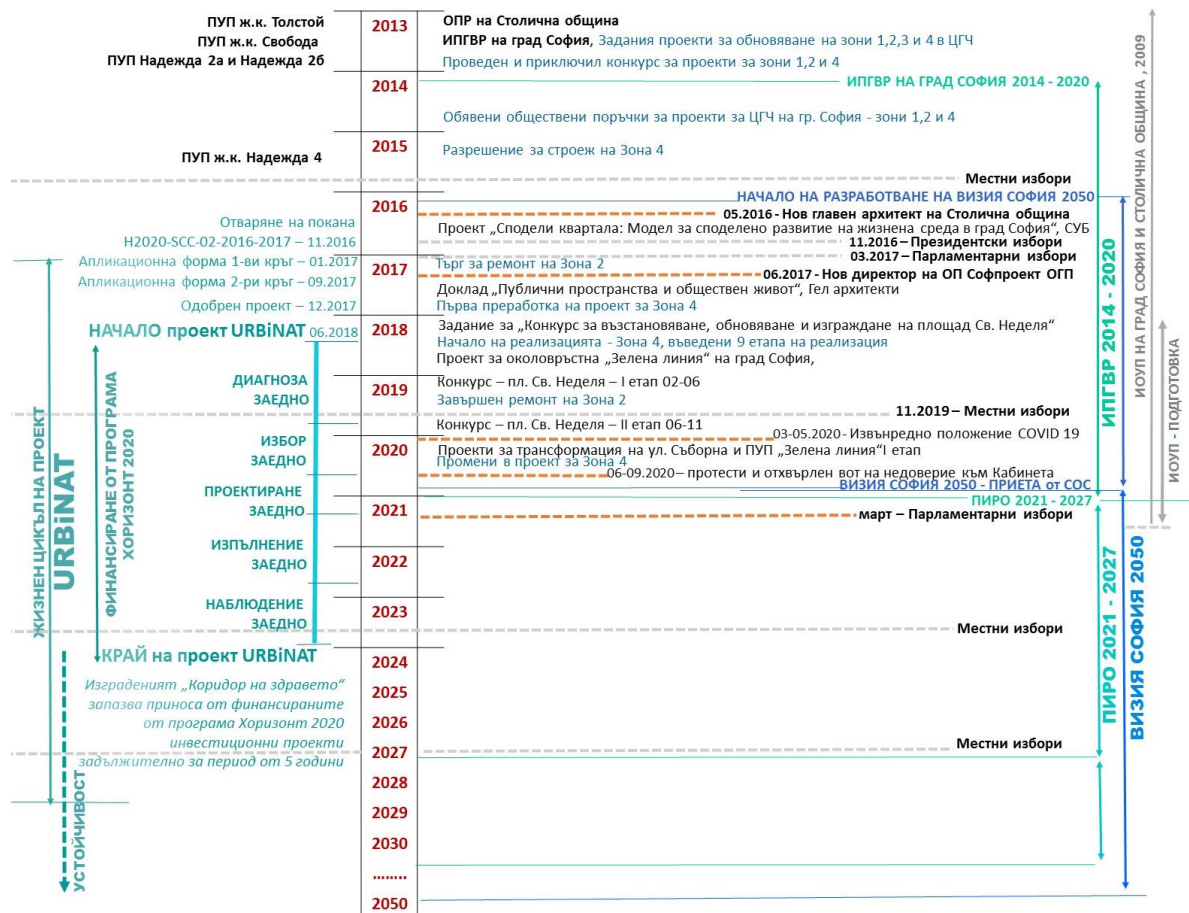 ПУП ж.к. Толстой
ПУП ж.к. Свобода
ПУП Надежда 2а и Надежда 2б
2013
ОПР на Столична община
ИПГВР на град София, Задания проекти за обновяване на зони 1,2,3 и 4 в ЦГЧ
Проведен и приключил конкурс за проекти за зони 1,2 и 4
2014
ИПГВР НА ГРАД СОФИЯ 2014 - 2020
Обявени обществени поръчки за проекти за ЦГЧ на гр. София - зони 1,2 и 4
ПУП ж.к. Надежда 4
2015
Разрешение за строеж на Зона 4
Местни избори
НАЧАЛО НА РАЗРАБОТВАНЕ НА ВИЗИЯ СОФИЯ 2050
2016
05.2016 - Нов главен архитект на Столична община
Отваряне на покана
Проект „Сподели квартала: Модел за споделено развитие на жизнена среда в град София“, СУБ
H2020-SCC-02-2016-2017 – 11.2016
11.2016 – Президентски избори
03.2017 – Парламентарни избори
Апликационна форма 1-ви кръг – 01.2017
2017
Търг за ремонт на Зона 2
06.2017 - Нов директор на ОП Софпроект ОГП
Апликационна форма 2-ри кръг – 09.2017
Доклад „Публични пространства и обществен живот“, Гел архитекти
Одобрен проект – 12.2017
Първа преработка на проект за Зона 4
НАЧАЛО проект URBiNAT 06.2018
2018
Задание за „Конкурс за възстановяване, обновяване и изграждане на площад Св. Неделя“
Начало на реализацията - Зона 4, въведени 9 етапа на реализация
Проект за околовръстна „Зелена линия“ на град София,
ДИАГНОЗА
ЗАЕДНО
2019
Конкурс – пл. Св. Неделя – I етап 02-06
Завършен ремонт на Зона 2
11.2019 – Местни избори
Конкурс – пл. Св. Неделя – II етап 06-11
03-05.2020 - Извънредно положение COVID 19
ИЗБОР
ЗАЕДНО
2020
Проекти за трансформация на ул. Съборна и ПУП „Зелена линия“I етап
Промени в проект за Зона 4
06-09.2020 – протести и отхвърлен вот на недоверие към Кабинета
ВИЗИЯ СОФИЯ 2050 - ПРИЕТА от СОС
ПИРО 2021 - 2027
ПРОЕКТИРАНЕ
ЗАЕДНО
2021
март – Парламентарни избори
ИЗПЪЛНЕНИЕ
ЗАЕДНО
2022
НАБЛЮДЕНИЕ
ЗАЕДНО
2023
Местни избори
КРАЙ на проект URBiNAT
2024
Изграденият „Коридор на здравето“
запазва приноса от финансираните
от програма Хоризонт 2020
инвестиционни проекти
задължително за период от 5 години
2025
2026
2027
Местни избори
2028
2029
2030
........
2050
ЖИЗНЕН ЦИКЪЛ НА ПРОЕКТ
URBiNAT
ФИНАНСИРАНЕ ОТ ПРОГРАМА
ХОРИЗОНТ 2020
УСТОЙЧИВОСТ
ИПГВР 2014 - 2020
ПИРО 2021 - 2027
ВИЗИЯ СОФИЯ 2050
ИОУП НА ГРАД СОФИЯ И СТОЛИЧНА ОБЩИНА , 2009
ИОУП - ПОДГОТОВКА